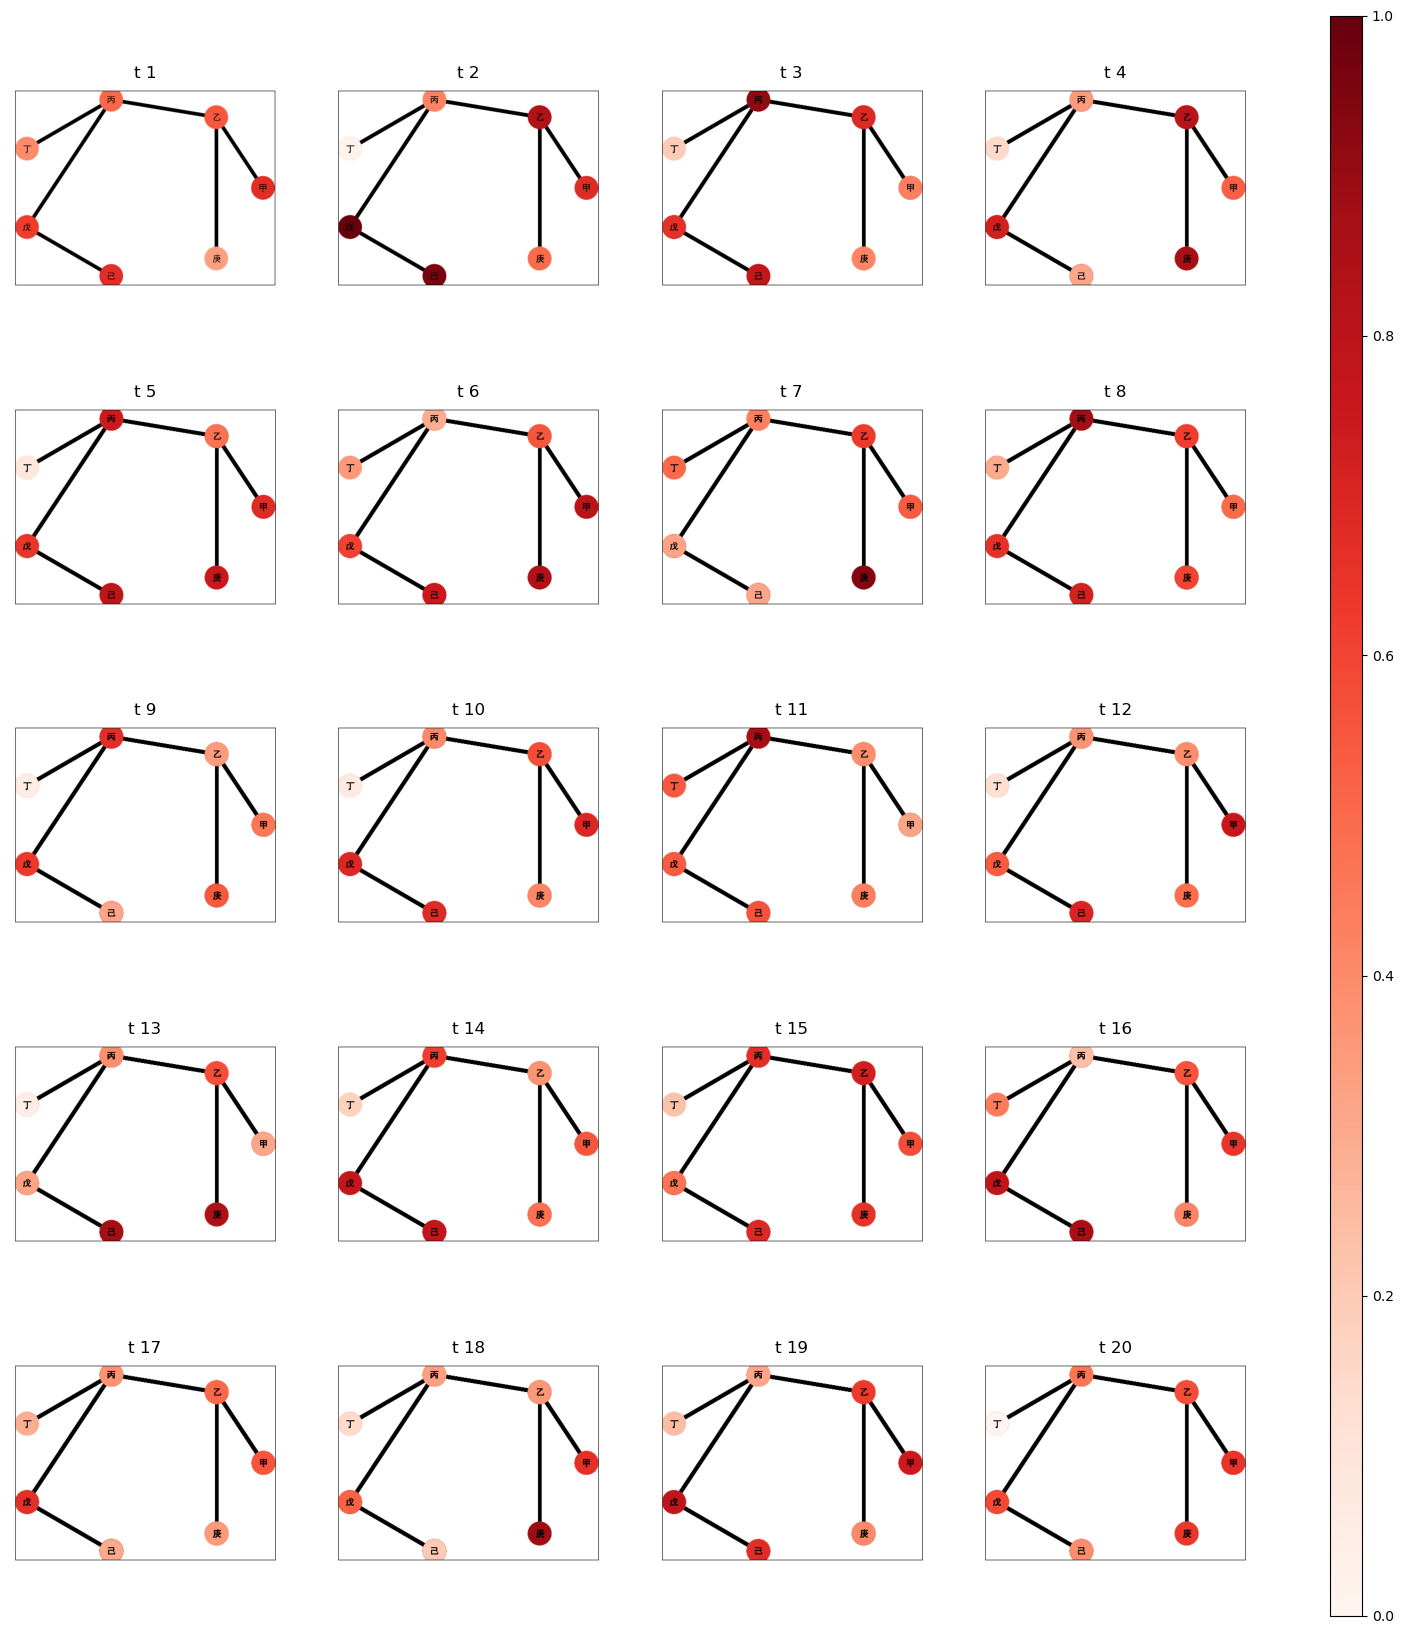 t 1
t 2
t 3
t 4
丙 乙 丁 甲 戊 庚 己
丙 乙 丁 甲 戊 庚 己
丙 乙 丁 甲 戊 庚 己
丙 乙 丁 甲 戊 庚 己
t 5
t 6
t 7
t 8
丙 乙 丁 甲 戊 庚 己
丙 乙 丁 甲 戊 庚 己
丙 乙 丁 甲 戊 庚 己
丙 乙 丁 甲 戊 庚 己
t 9
t 10
t 11
t 12
丙 乙 丁 甲 戊 庚 己
丙 乙 丁 甲 戊 庚 己
丙 乙 丁 甲 戊 庚 己
丙 乙 丁 甲 戊 庚 己
t 13
t 14
t 15
t 16
丙 乙 丁 甲 戊 庚 己
丙 乙 丁 甲 戊 庚 己
丙 乙 丁 甲 戊 庚 己
丙 乙 丁 甲 戊 庚 己
t 17
t 18
t 19
t 20
丙 乙 丁 甲 戊 庚 己
丙 乙 丁 甲 戊 庚 己
丙 乙 丁 甲 戊 庚 己
丙 乙 丁 甲 戊 庚 己
1.0
0.8
0.6
0.4
0.2
0.0